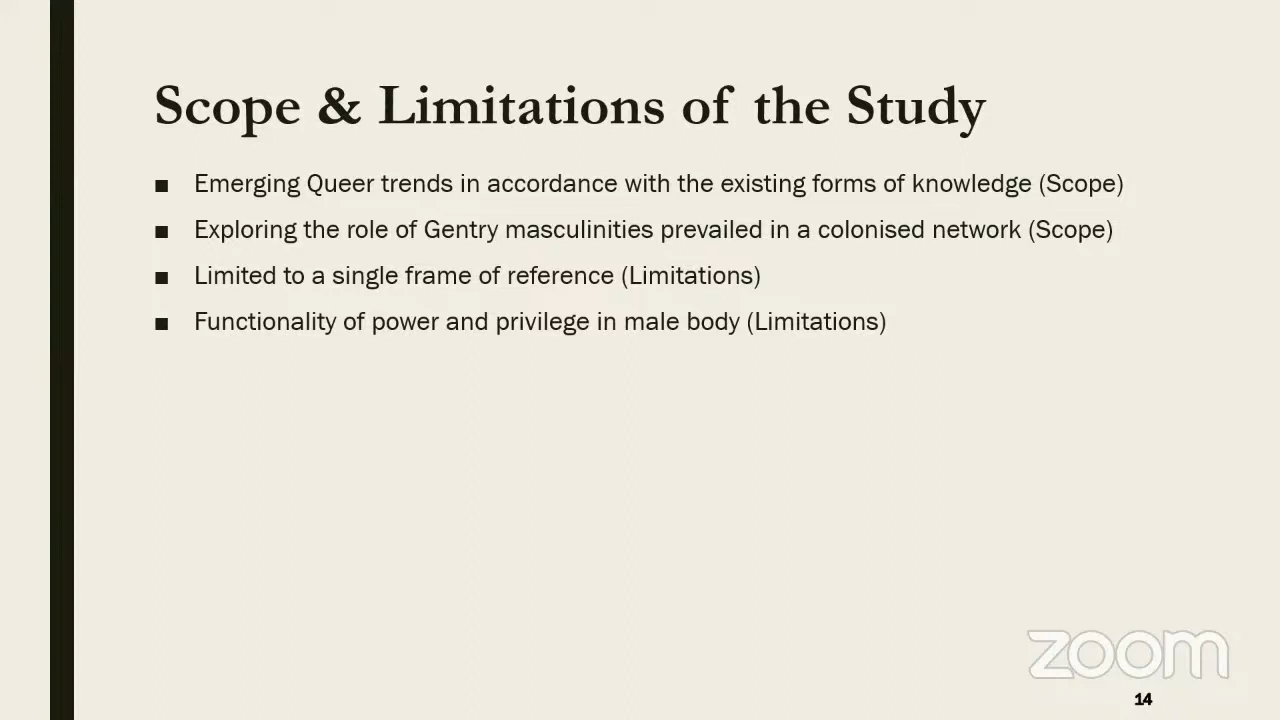 Scope & Limitations of the Study
■ Emerging Queer trends in accordance with the existing forms of knowledge (Scope)
■ Exploring the role of Gentry masculinities prevailed in a colonised network (Scope)
■ Limited to a single frame of reference (Limitations)
■ Functionality of power and privilege in male body (Limitations)
zoom
14